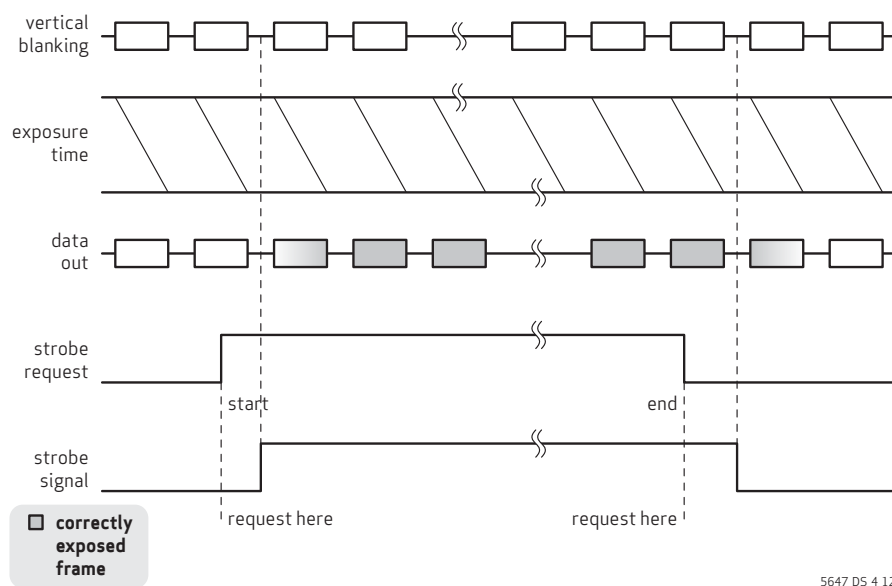 vertical
blanking
exposure
time
data
out
strobe
request
start
end
strobe
signal
request here
request here
correctly
exposed
frame
5647_DS_4_12